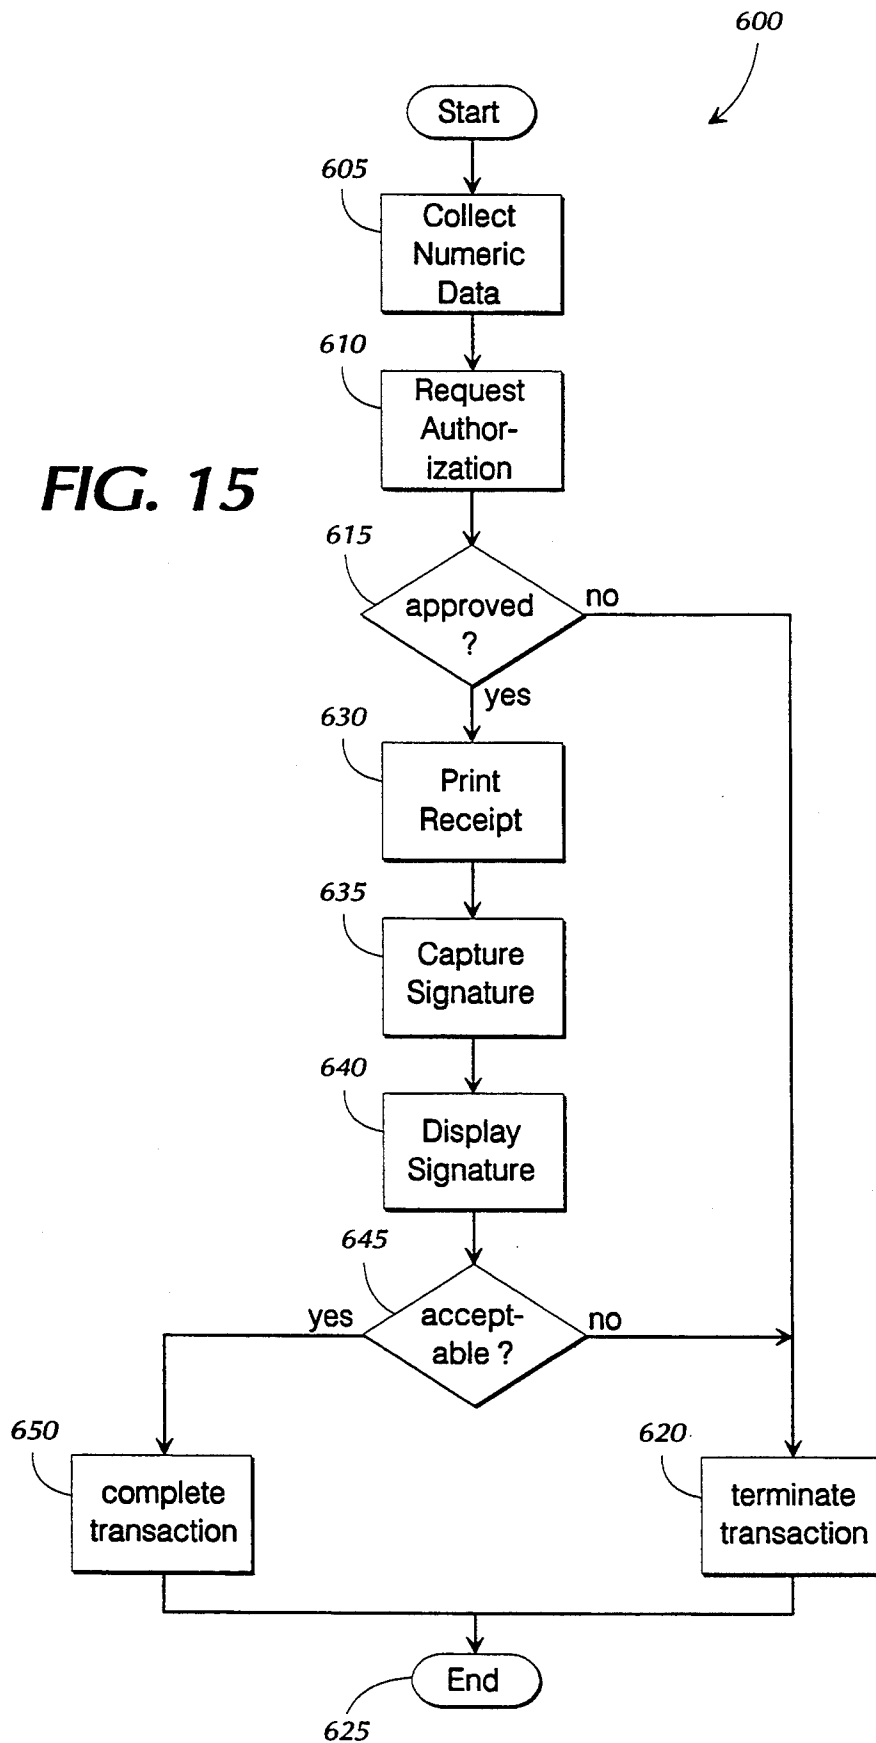 600
Start
605
Collect
Numeric
Data
610
Request
Author-
ization
FIG. 15
615
approved
?
no
yes
630
Print
Receipt
635
Capture
Signature
640
Display
Signature
645
accept-
able ?
yes
no
650
complete
transaction
620
terminate
transaction
End
625